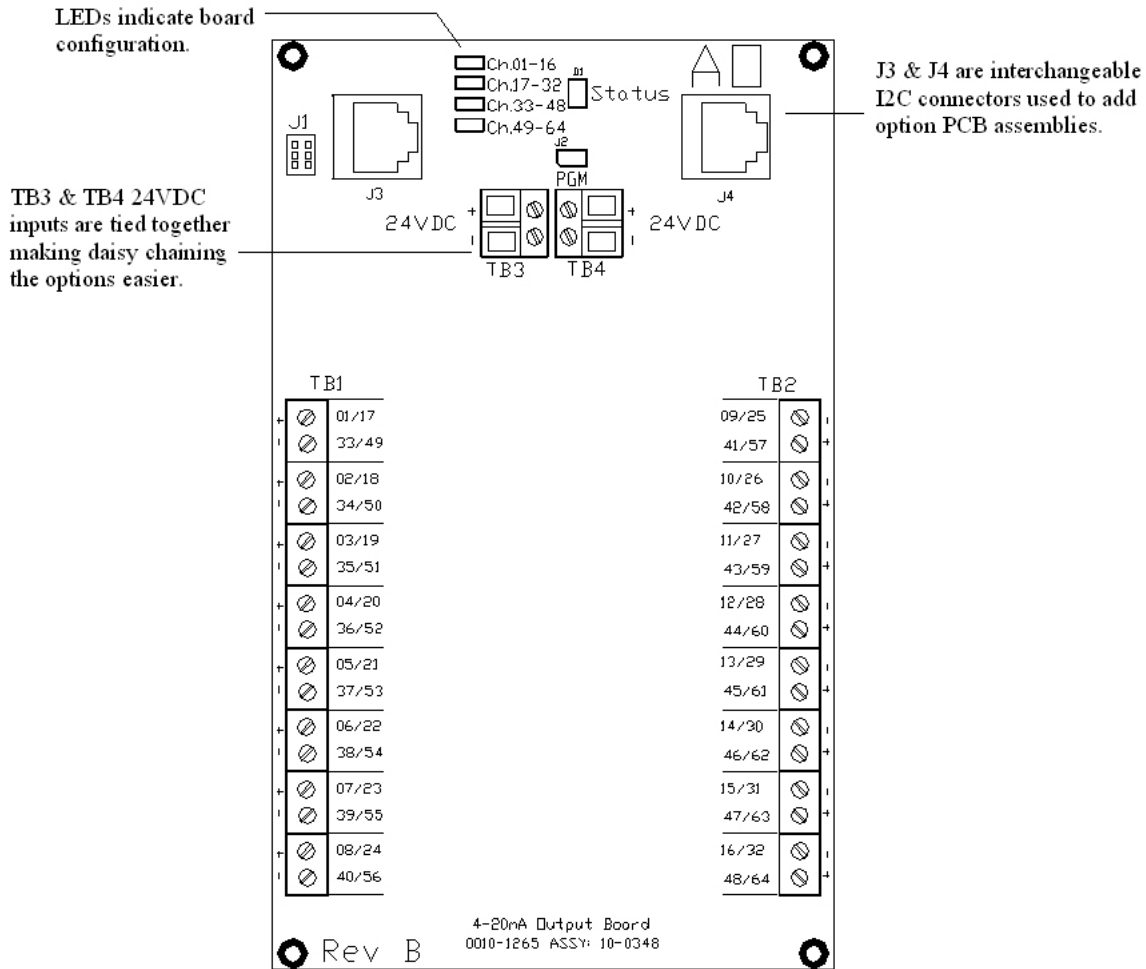 LEDs indicate board
configuration.
Ch.01-16
Ch.17-32
Ch.33-48
Ch.49-64
D1
Status
J3 & J4 are interchangeable
I2C connectors used to add
option PCB assemblies.
J1
J3
J2
PGM
J4
TB3 & TB4 24VDC
inputs are tied together
making daisy chaining
the options easier.
24VDC + -
+ - 24VDC
TB3
TB4
TB1
+ 01/17
- 33/49
+ 02/18
- 34/50
+ 03/19
- 35/51
+ 04/20
- 36/52
+ 05/21
- 37/53
+ 06/22
- 38/54
+ 07/23
- 39/55
+ 08/24
- 40/56
TB2
09/25 -
41/57 +
10/26 -
42/58 +
11/27 -
43/59 +
12/28 -
44/60 +
13/29 -
45/61 +
14/30 -
46/62 +
15/31 -
47/63 +
16/32 -
48/64 +
4-20mA Output Board
0010-1265 ASSY: 10-0348
Rev B